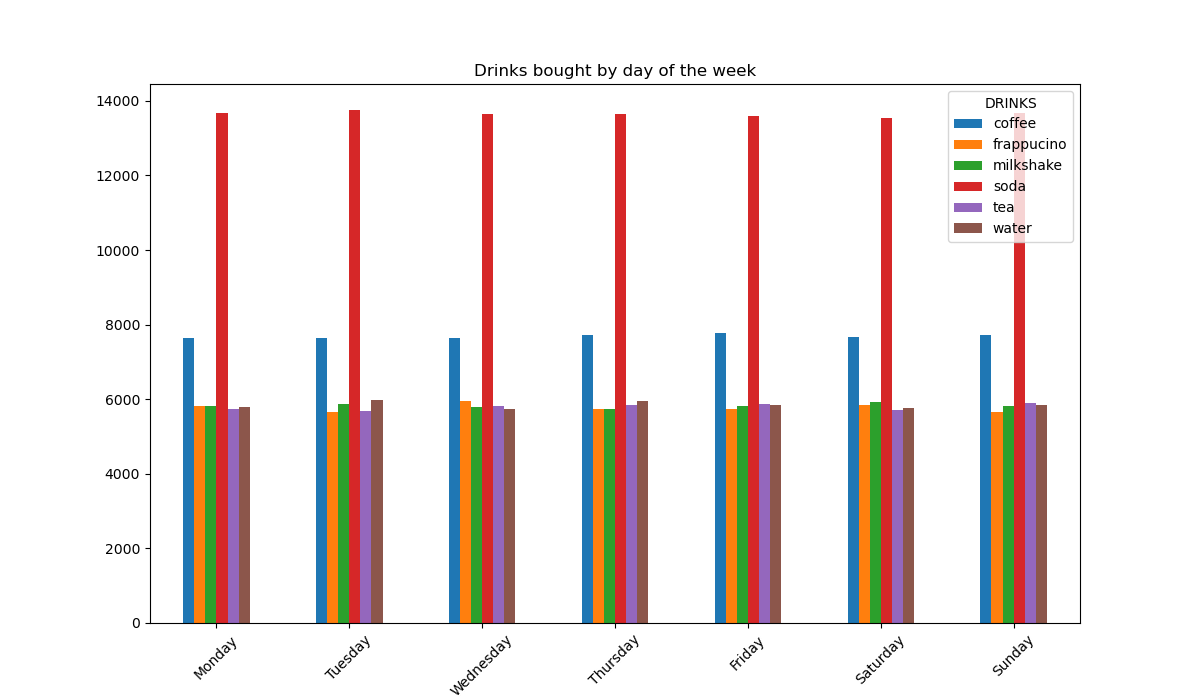 Drinks bought by day of the week
14000
12000
10000
8000
6000
4000
2000
0
DRINKS
coffee
frappucino
milkshake
soda
tea
water
Monday
Tuesday
Wednesday
Thursday
Friday
Saturday
Sunday